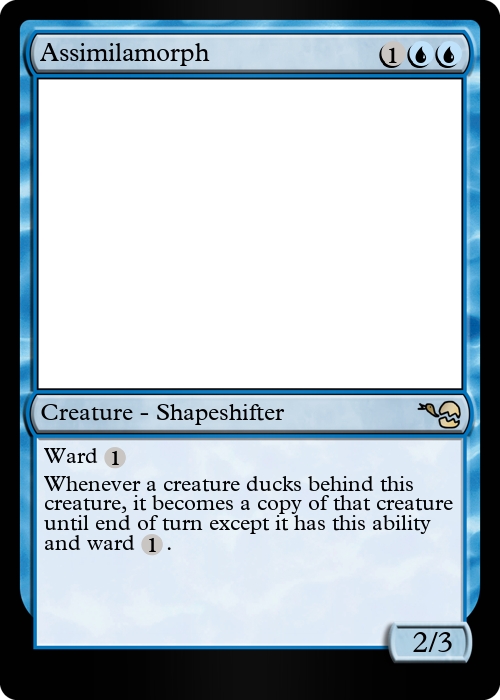 Assimilamorph 1
Creature - Shapeshifter
Ward 1
Whenever a creature ducks behind this
creature, it becomes a copy of that creature
until end of turn except it has this ability
and ward 1 .
2/3